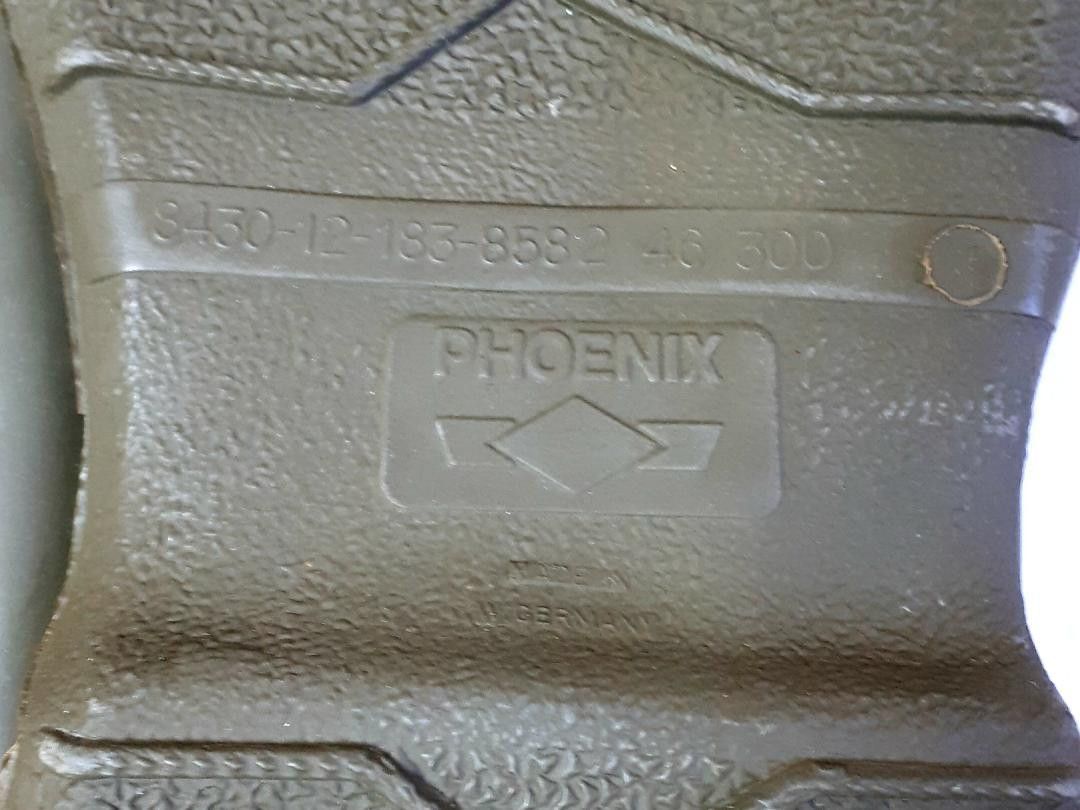 8430-12-183-8582 46 300
PHOENIX
MADE IN
W. GERMANY